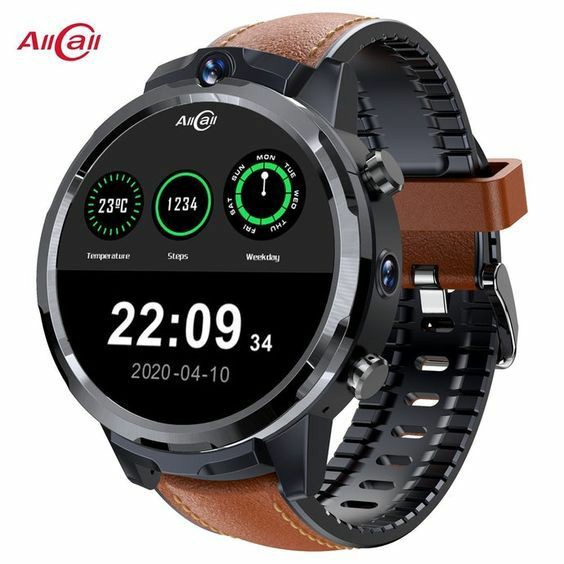 AllCall
AllCall
SUN MON TUE WED THU FRI SAT
23ºC
1234
Temperature
Steps
Weekday
22:09 34
2020-04-10